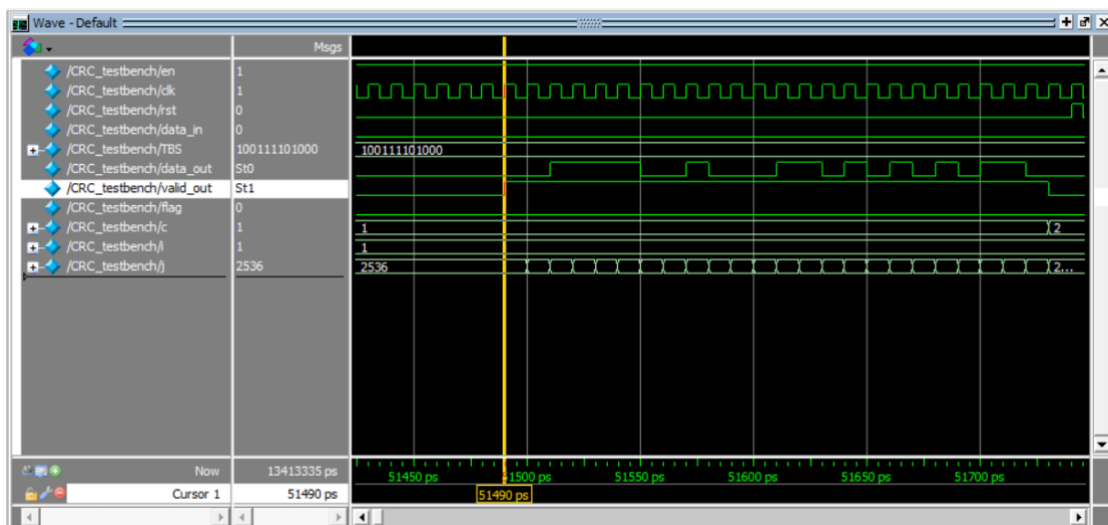 Wave - Default
Msgs
/CRC_testbench/en 1
/CRC_testbench/clk 1
/CRC_testbench/rst 0
/CRC_testbench/data_in 0
/CRC_testbench/TBS 100111101000 100111101000
/CRC_testbench/data_out St0
/CRC_testbench/valid_out St1
/CRC_testbench/flag 0
/CRC_testbench/c 1 1 2
/CRC_testbench/i 1 1
/CRC_testbench/j 2536 2536 2...
Now 13413335 ps 51450 ps 51500 ps 51550 ps 51600 ps 51650 ps 51700 ps
Cursor 1 51490 ps 51490 ps